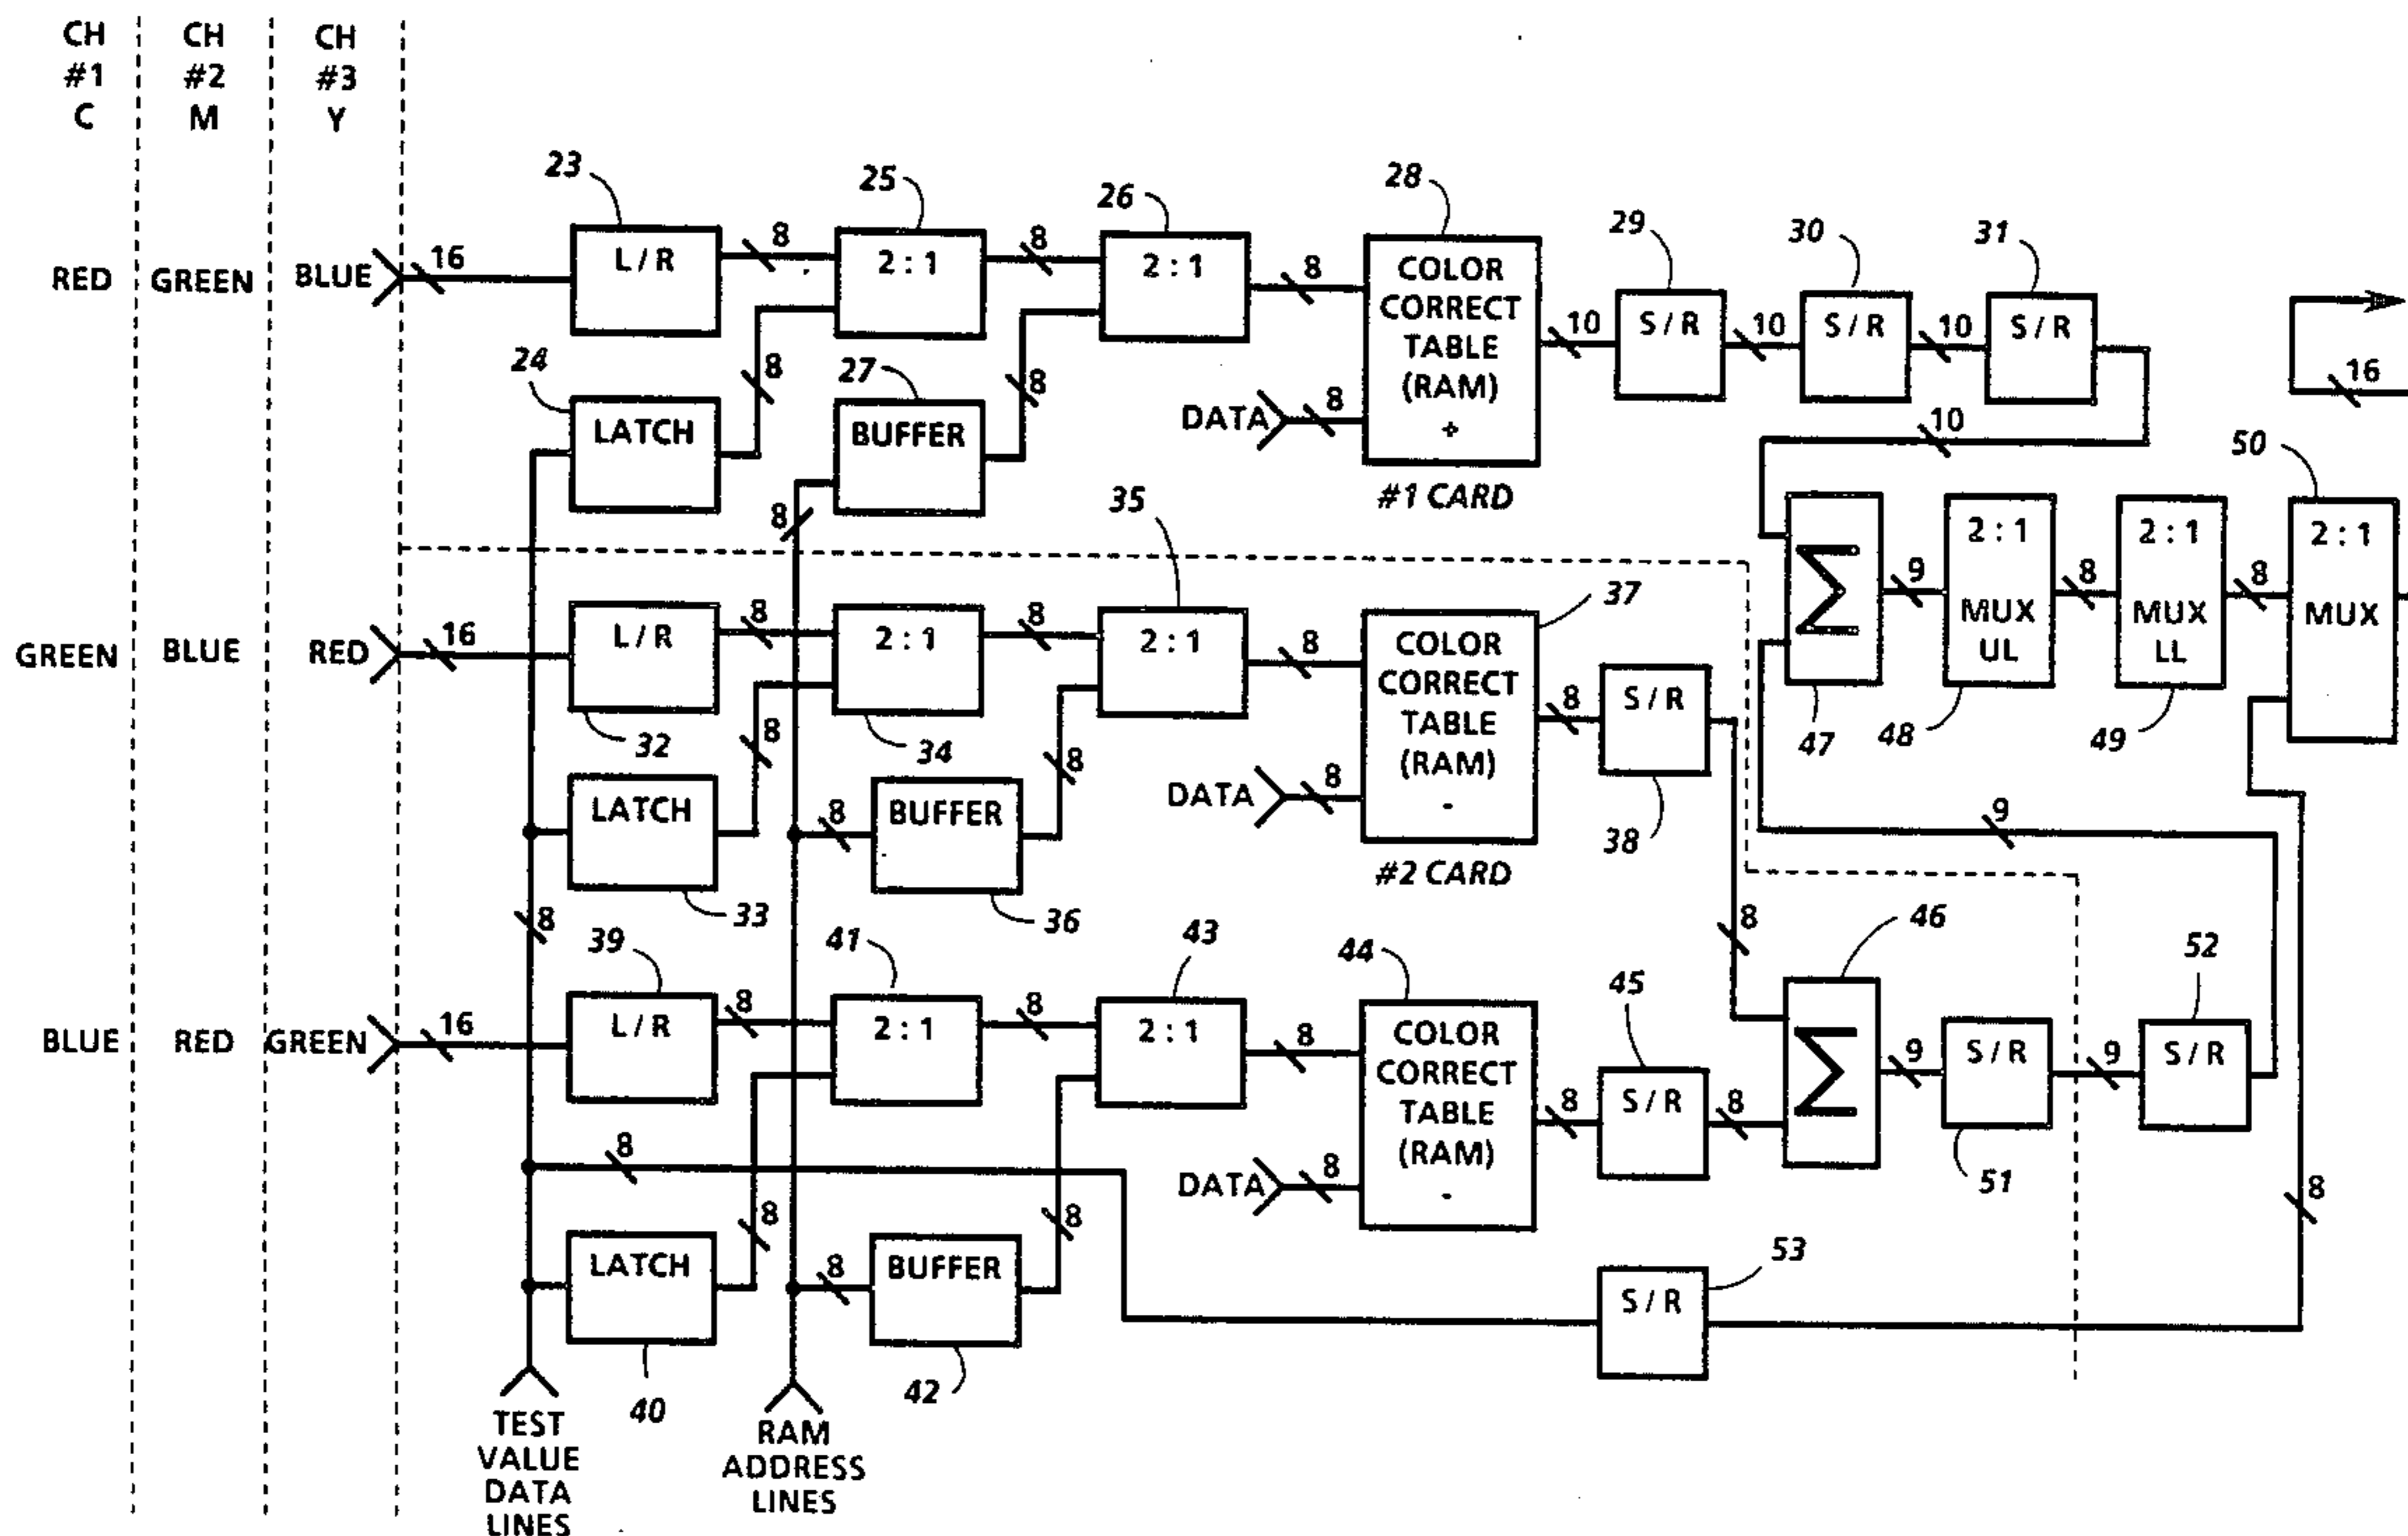 CH CH CH
#1 #2 #3
C M Y
23 25 26 28 29 30 31
RED GREEN BLUE 16 L/R 8 2:1 8 2:1 8 COLOR CORRECT TABLE (RAM) + 10 S/R 10 S/R 10 S/R
24 LATCH 8 27 BUFFER 8 DATA 8 10 16
#1 CARD
8 35 50
47 Σ 9 2:1 MUX UL 48 8 2:1 MUX LL 49 8 2:1 MUX
GREEN BLUE RED 16 L/R 8 2:1 8 2:1 8 COLOR CORRECT TABLE (RAM) - 37 8 S/R
32 34 38
LATCH 8 8 BUFFER 8 DATA 8 9
33 36 #2 CARD
8 8
39 41 43 44 45 46 52
BLUE RED GREEN 16 L/R 8 2:1 8 2:1 8 COLOR CORRECT TABLE (RAM) - 8 S/R 8 Σ 9 S/R 9 S/R
51
8 DATA 8 8
LATCH 8 8 BUFFER 8 S/R 53
40 42
TEST VALUE DATA LINES
RAM ADDRESS LINES